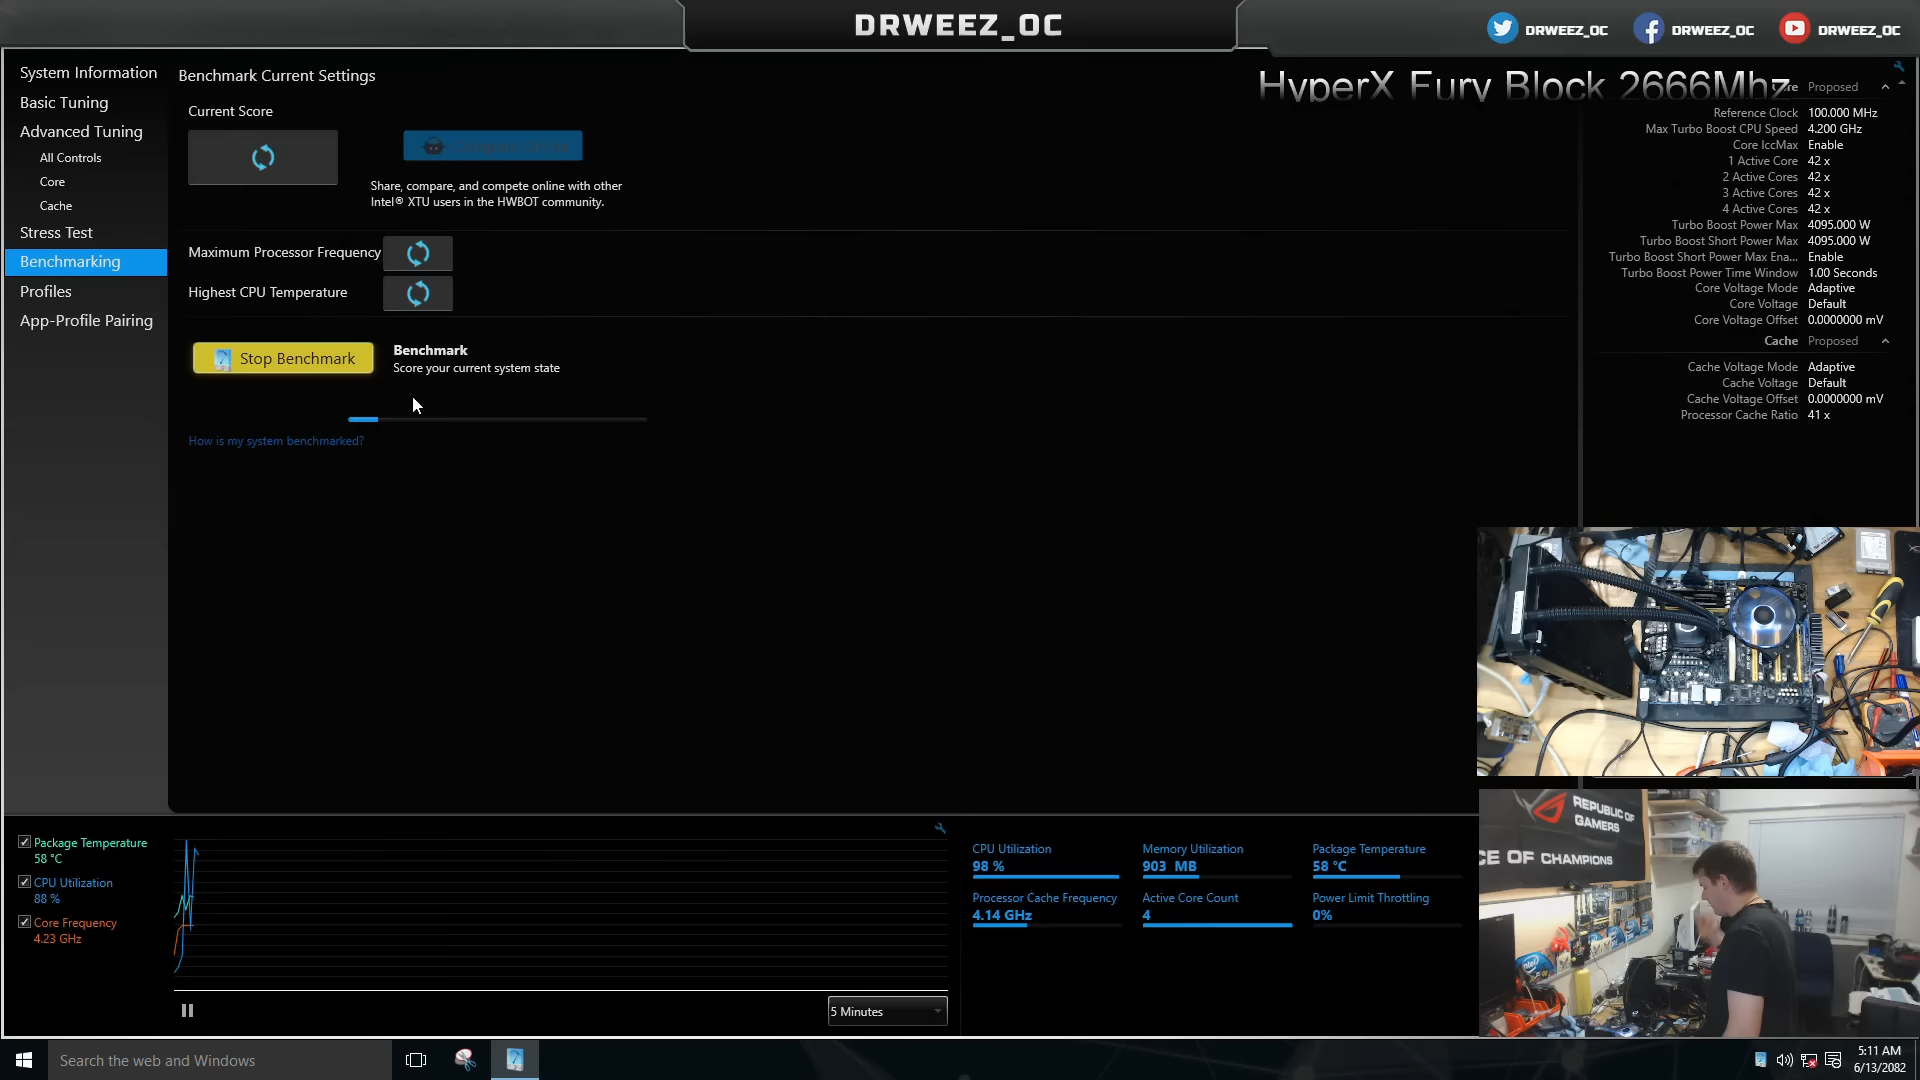 DRWEEZ_OC
DRWEEZ_OC
DRWEEZ_OC
DRWEEZ_OC
System Information
Basic Tuning
Advanced Tuning
All Controls
Core
Cache
Stress Test
Benchmarking
Profiles
App-Profile Pairing
Benchmark Current Settings
Current Score
Share, compare, and compete online with other
Intel® XTU users in the HWBOT community.
Maximum Processor Frequency
Highest CPU Temperature
Stop Benchmark
Benchmark
Score your current system state
How is my system benchmarked?
HyperX Fury Block 2666Mhz
Proposed
Reference Clock 100.000 MHz
Max Turbo Boost CPU Speed 4.200 GHz
Core IccMax Enable
1 Active Core 42 x
2 Active Cores 42 x
3 Active Cores 42 x
4 Active Cores 42 x
Turbo Boost Power Max 4095.000 W
Turbo Boost Short Power Max 4095.000 W
Turbo Boost Short Power Max Ena... Enable
Turbo Boost Power Time Window 1.00 Seconds
Core Voltage Mode Adaptive
Core Voltage Default
Core Voltage Offset 0.0000000 mV
Cache Proposed
Cache Voltage Mode Adaptive
Cache Voltage Default
Cache Voltage Offset 0.0000000 mV
Processor Cache Ratio 41 x
REPUBLIC OF
GAMERS
CE OF CHAMPIONS
Package Temperature
58 °C
CPU Utilization
88 %
Core Frequency
4.23 GHz
5 Minutes
CPU Utilization
98 %
Memory Utilization
903 MB
Package Temperature
58 °C
Processor Cache Frequency
4.14 GHz
Active Core Count
4
Power Limit Throttling
0%
Search the web and Windows
5:11 AM
6/13/2082